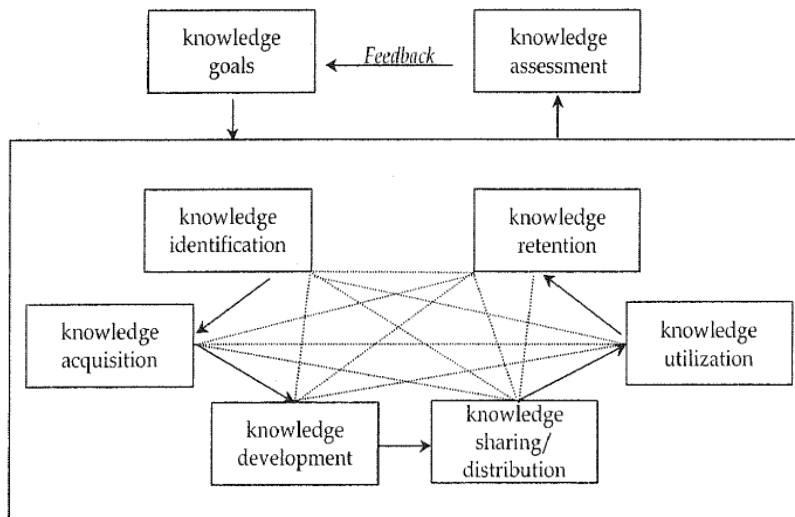 knowledge
goals
Feedback
knowledge
assessment
knowledge
identification
knowledge
retention
knowledge
acquisition
knowledge
utilization
knowledge
development
knowledge
sharing/
distribution